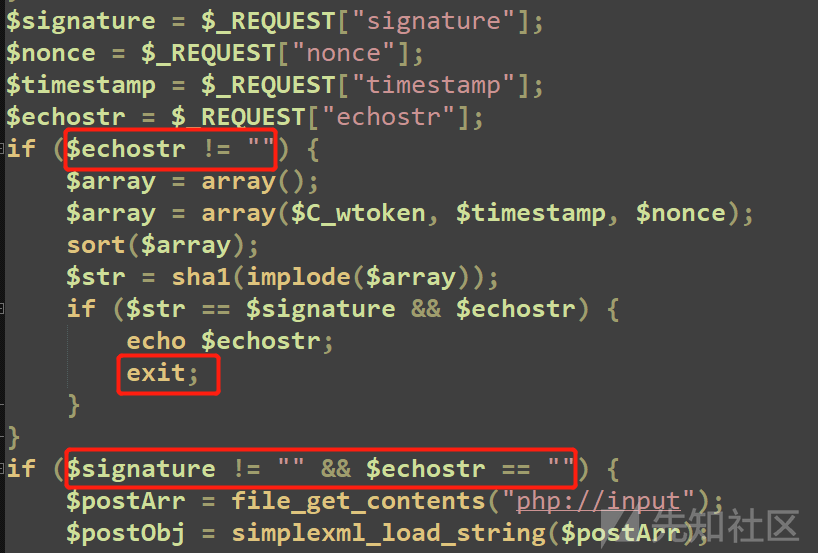 $signature = $_REQUEST["signature"];
$nonce = $_REQUEST["nonce"];
$timestamp = $_REQUEST["timestamp"];
$echostr = $_REQUEST["echostr"];
if ($echostr != "") {
    $array = array();
    $array = array($C_wtoken, $timestamp, $nonce);
    sort($array);
    $str = sha1(implode($array));
    if ($str == $signature && $echostr) {
        echo $echostr;
        exit;
    }
}
if ($signature != "" && $echostr == "") {
    $postArr = file_get_contents("php://input");
    $postObj = simplexml_load_string($postArr);
先知社区